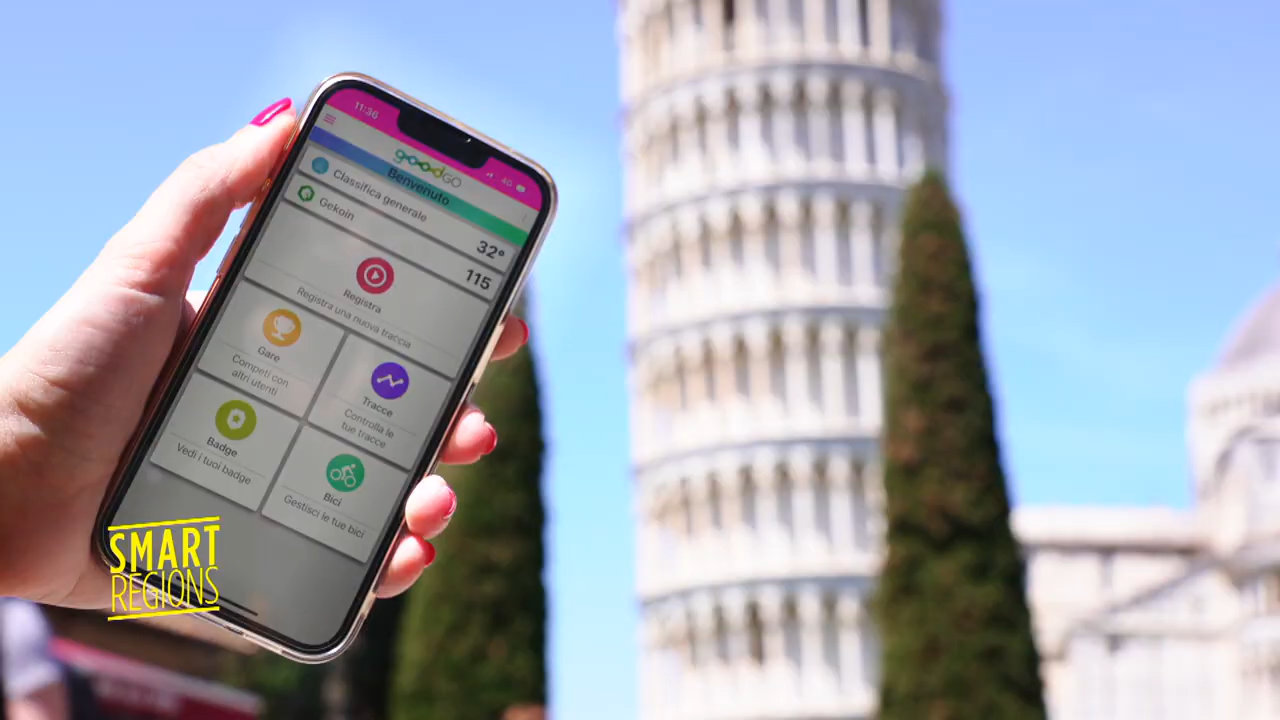 11:36
4G
goodGO
Benvenuto
Classifica generale
32°
Gekoin
115
Registra
Registra una nuova traccia
Gare
Competi con
altri utenti
Tracce
Controlla le
tue tracce
Badge
Vedi i tuoi badge
Bici
Gestisci le tue bici
SMART
REGIONS